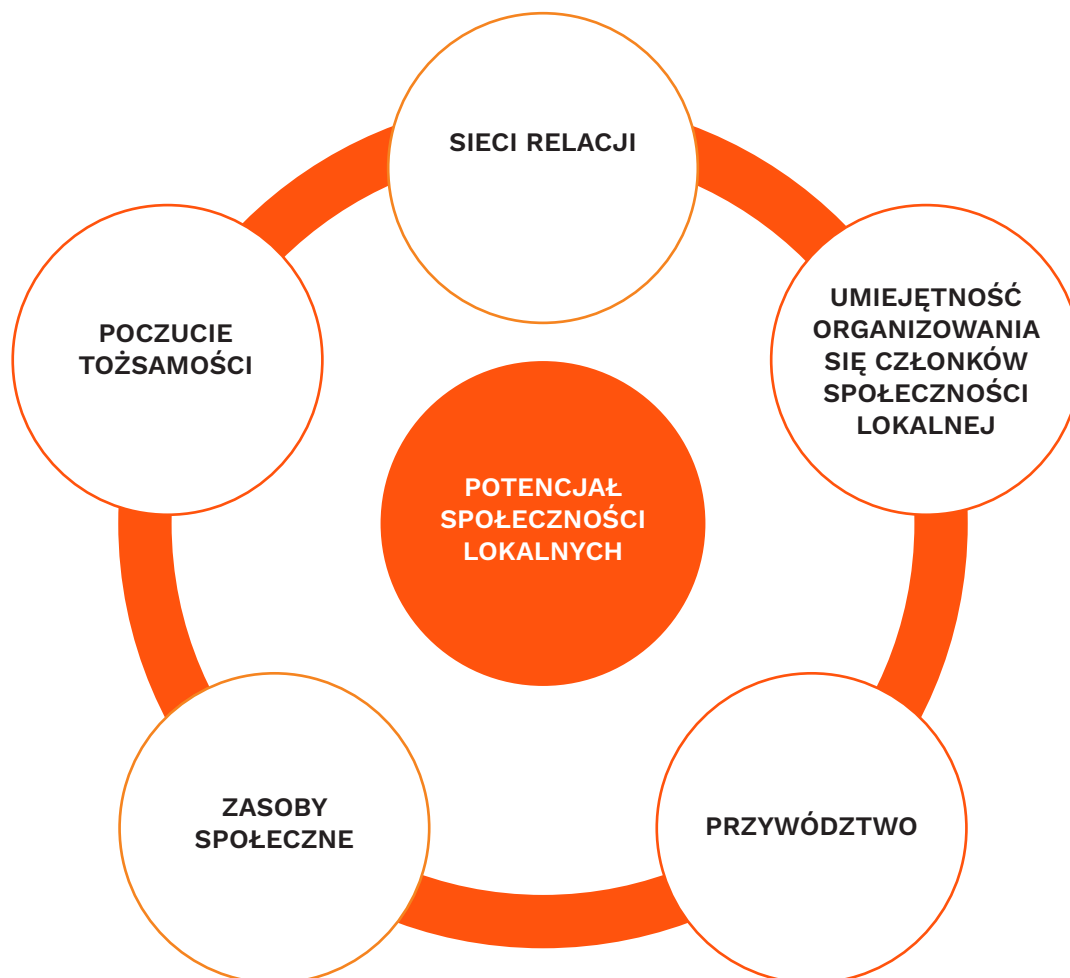 SIECI RELACJI
UMIEJĘTNOŚĆ
ORGANIZOWANIA
SIĘ CZŁONKÓW
SPOŁECZNOŚCI
LOKALNEJ
POCZUCIE
TOŻSAMOŚCI
POTENCJAŁ
SPOŁECZNOŚCI
LOKALNYCH
ZASOBY
SPOŁECZNE
PRZYWÓDZTWO